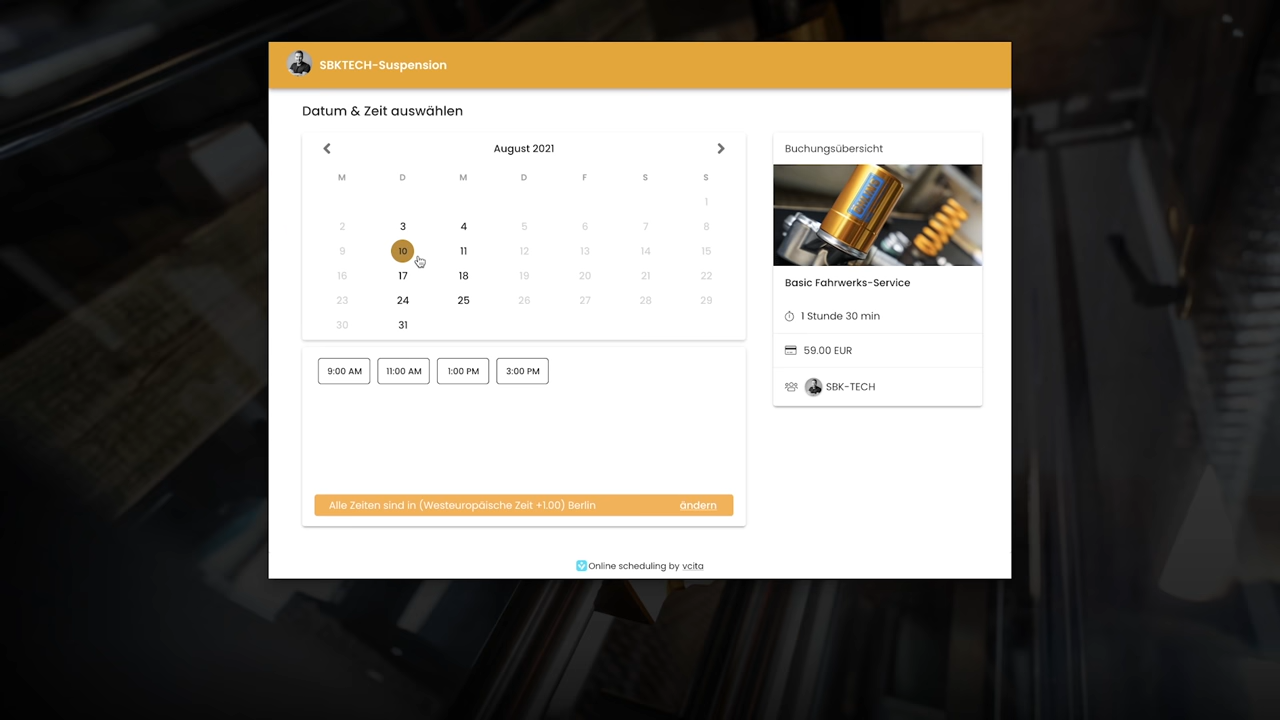 SBKTECH-Suspension
Datum & Zeit auswählen
August 2021
M D M D F S S
1
2 3 4 5 6 7 8
9 10 11 12 13 14 15
16 17 18 19 20 21 22
23 24 25 26 27 28 29
30 31
9:00 AM 11:00 AM 1:00 PM 3:00 PM
Alle Zeiten sind in (Westeuropäische Zeit +1.00) Berlin ändern
Buchungsübersicht
Basic Fahrwerks-Service
1 Stunde 30 min
59.00 EUR
SBK-TECH
Online scheduling by vcita